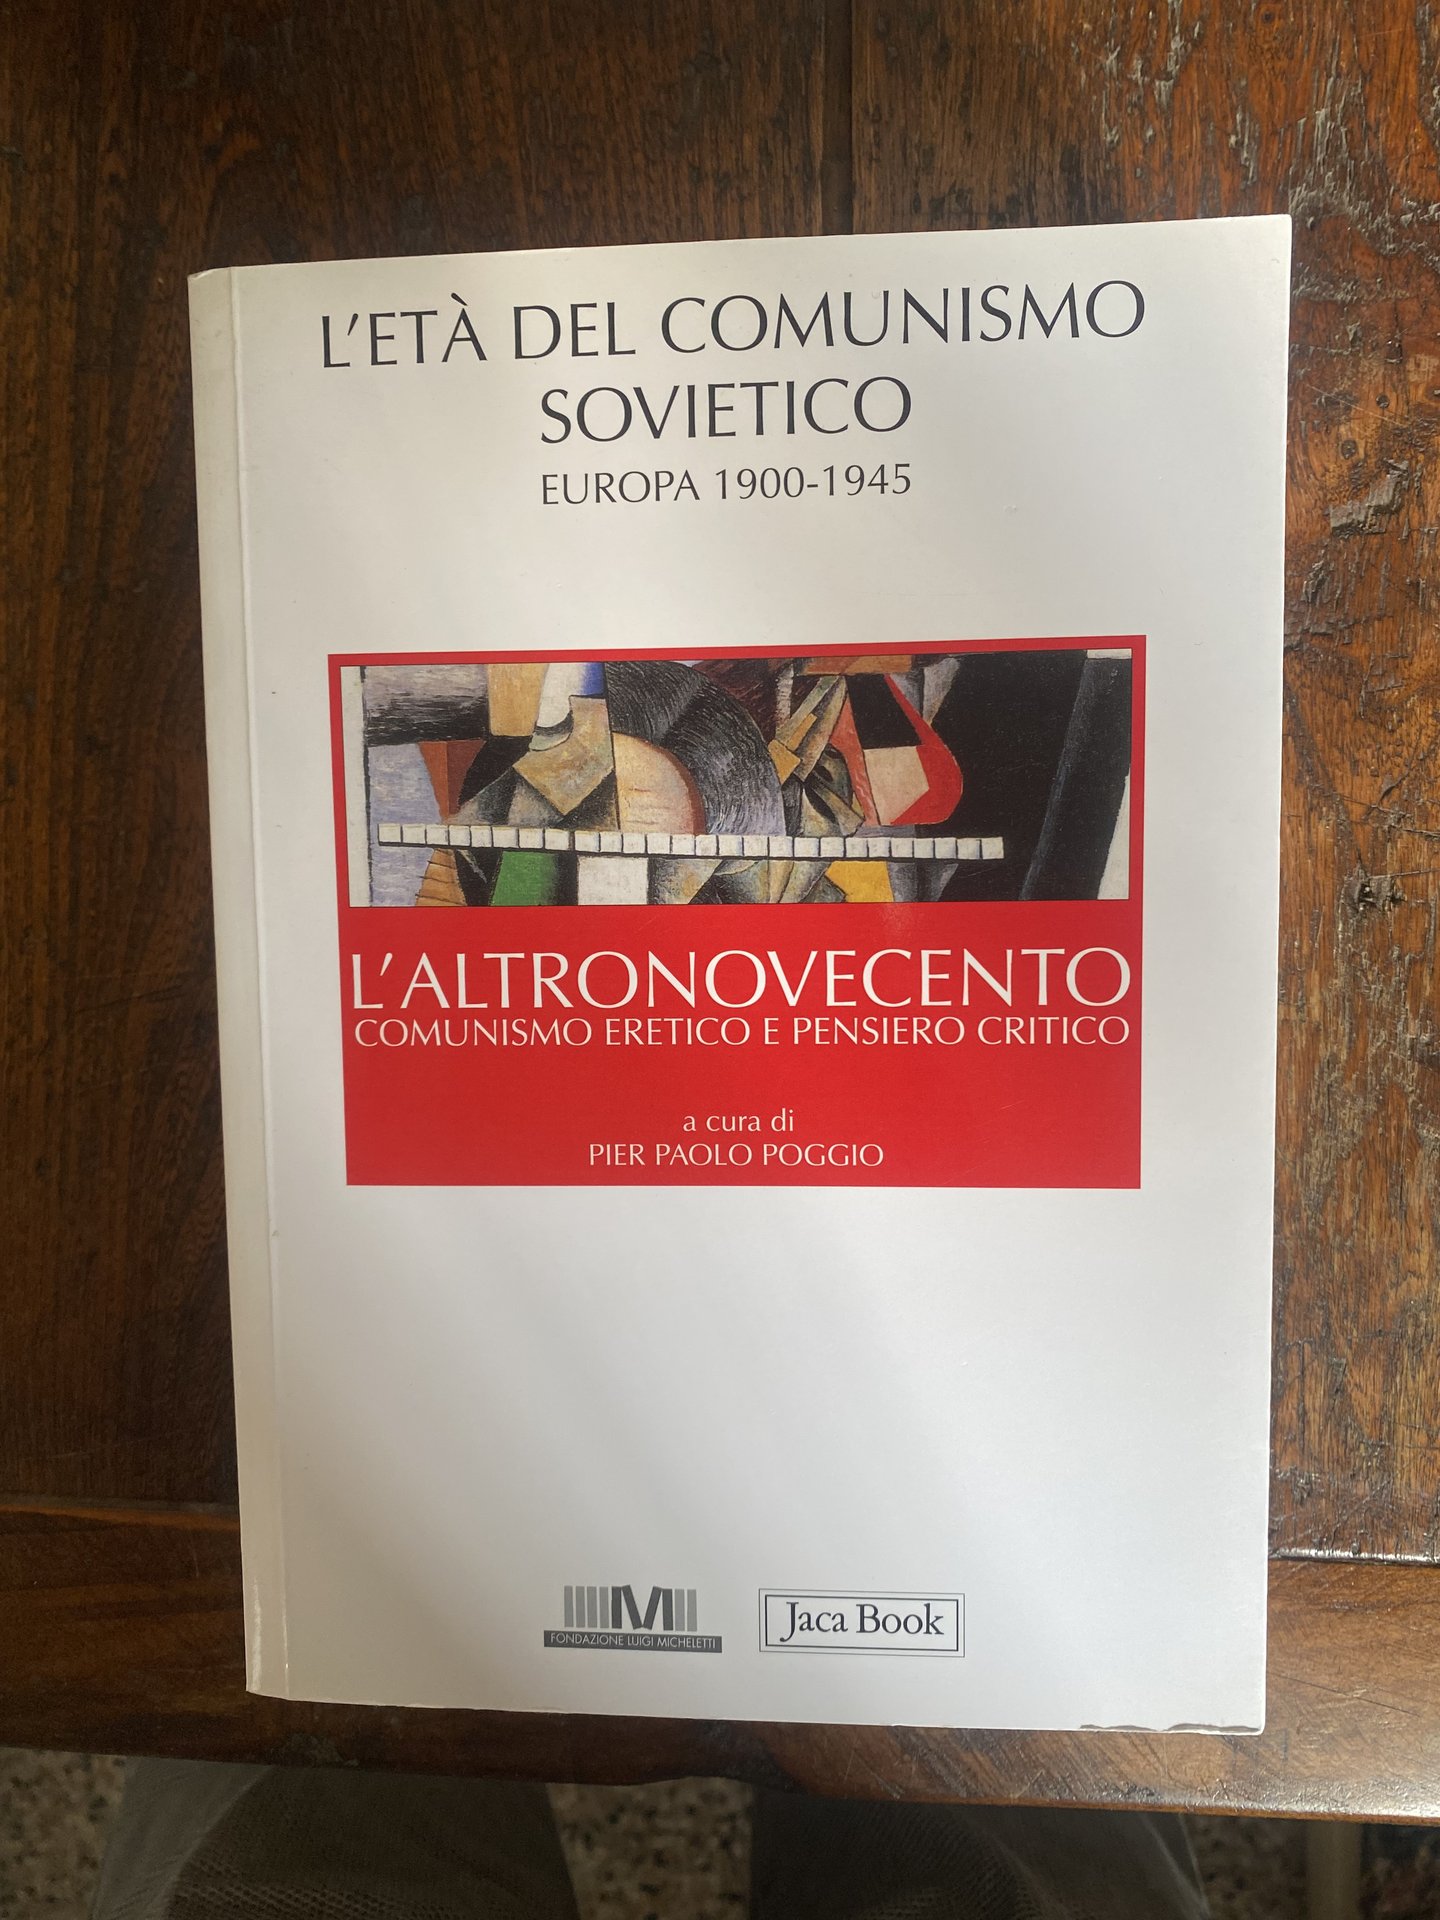 L'ETÀ DEL COMUNISMO
SOVIETICO
EUROPA 1900-1945
L'ALTRONOVECENTO
COMUNISMO ERETICO E PENSIERO CRITICO
a cura di
PIER PAOLO POGGIO
M
FONDAZIONE LUIGI MICHELETTI
Jaca Book